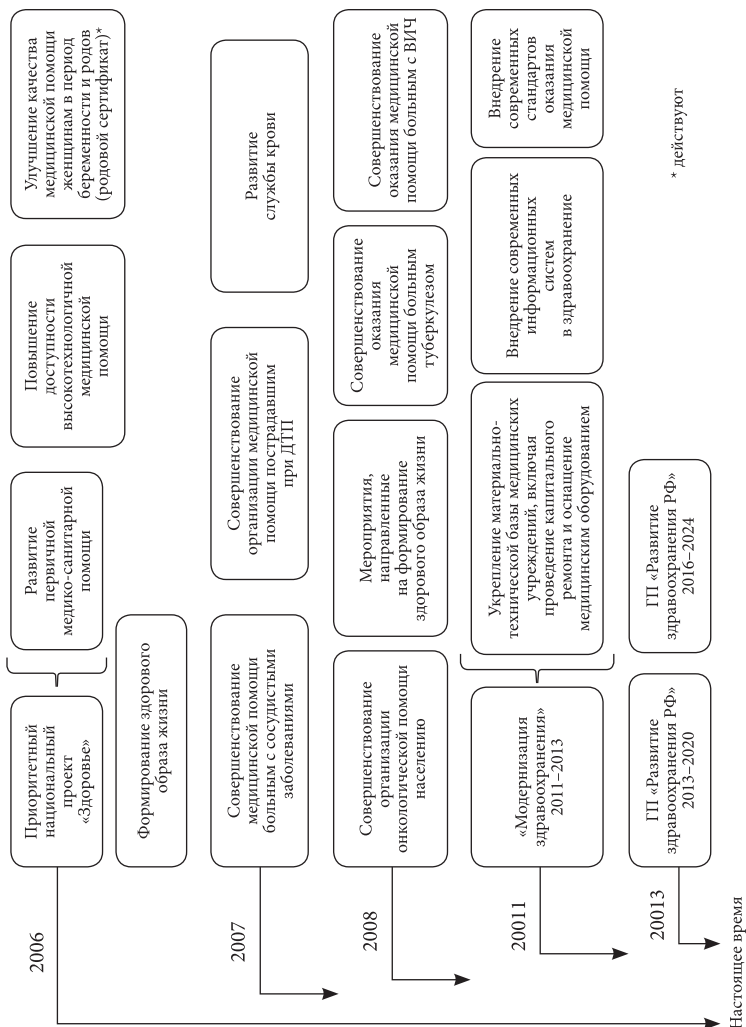 2006
Приоритетный
национальный
проект
«Здоровье»
Развитие
первичной
медико-санитарной
помощи
Повышение
доступности
высокотехнологичной
медицинской
помощи
Улучшение качества
медицинской помощи
женщинам в период
беременности и родов
(родовой сертификат)*
Формирование здорового
образа жизни
2007
Совершенствование
медицинской помощи
больным с сосудистыми
заболеваниями
Совершенствование
организации медицинской
помощи пострадавшим
при ДТП
Развитие
службы крови
2008
Совершенствование
организации
онкологической помощи
населению
Мероприятия,
направленные
на формирование
здорового образа жизни
Совершенствование
оказания
медицинской
помощи больным
туберкулезом
Совершенствование
оказания медицинской
помощи больным с ВИЧ
20011
«Модернизация
здравоохранения»
2011–2013
Укрепление материально-
технической базы медицинских
учреждений, включая
проведение капитального
ремонта и оснащение
медицинским оборудованием
Внедрение современных
информационных
систем
в здравоохранение
Внедрение
современных
стандартов
оказания
медицинской
помощи
20013
ГП «Развитие
здравоохранения РФ»
2013–2020
ГП «Развитие
здравоохранения РФ»
2016–2024
* действуют
Настоящее время